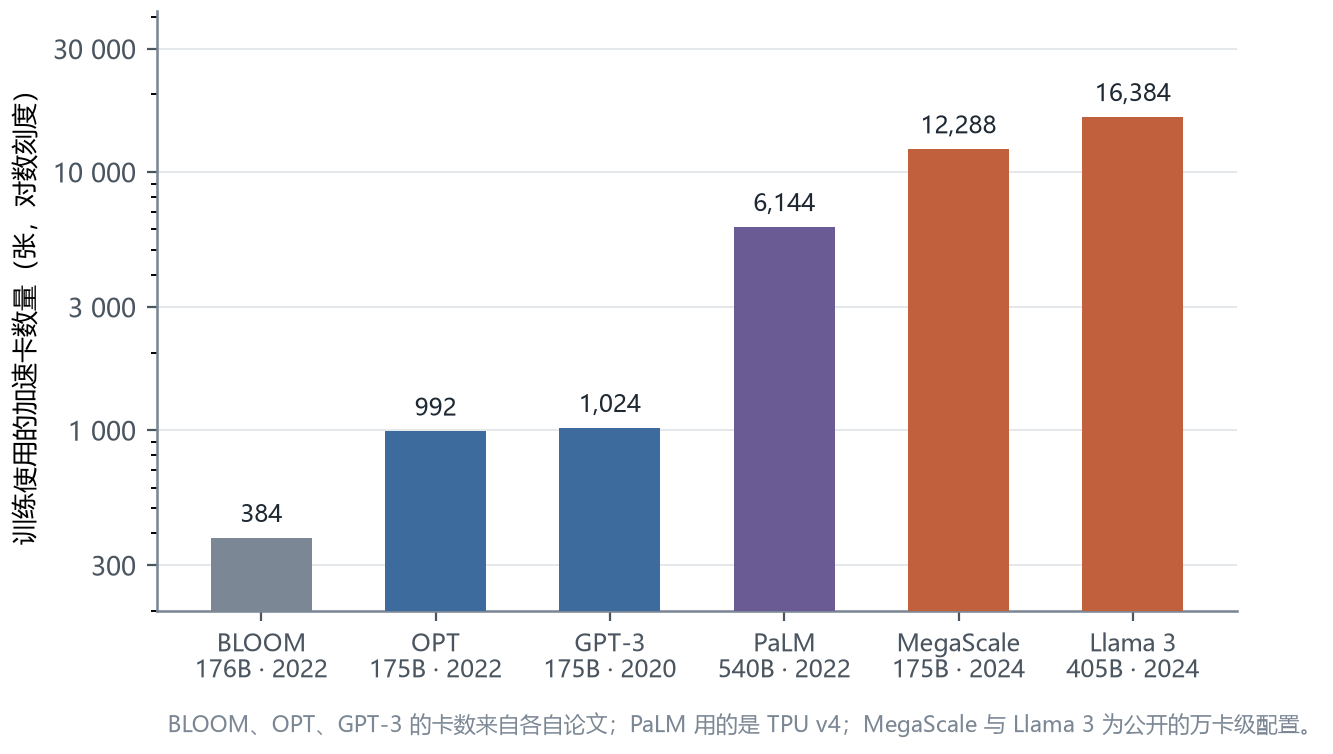 训练使用的加速卡数量（张，对数刻度）
30 000
10 000
3 000
1 000
300
384
992
1,024
6,144
12,288
16,384
BLOOM
176B · 2022
OPT
175B · 2022
GPT-3
175B · 2020
PaLM
540B · 2022
MegaScale
175B · 2024
Llama 3
405B · 2024
BLOOM、OPT、GPT-3 的卡数来自各自论文；PaLM 用的是 TPU v4；MegaScale 与 Llama 3 为公开的万卡级配置。